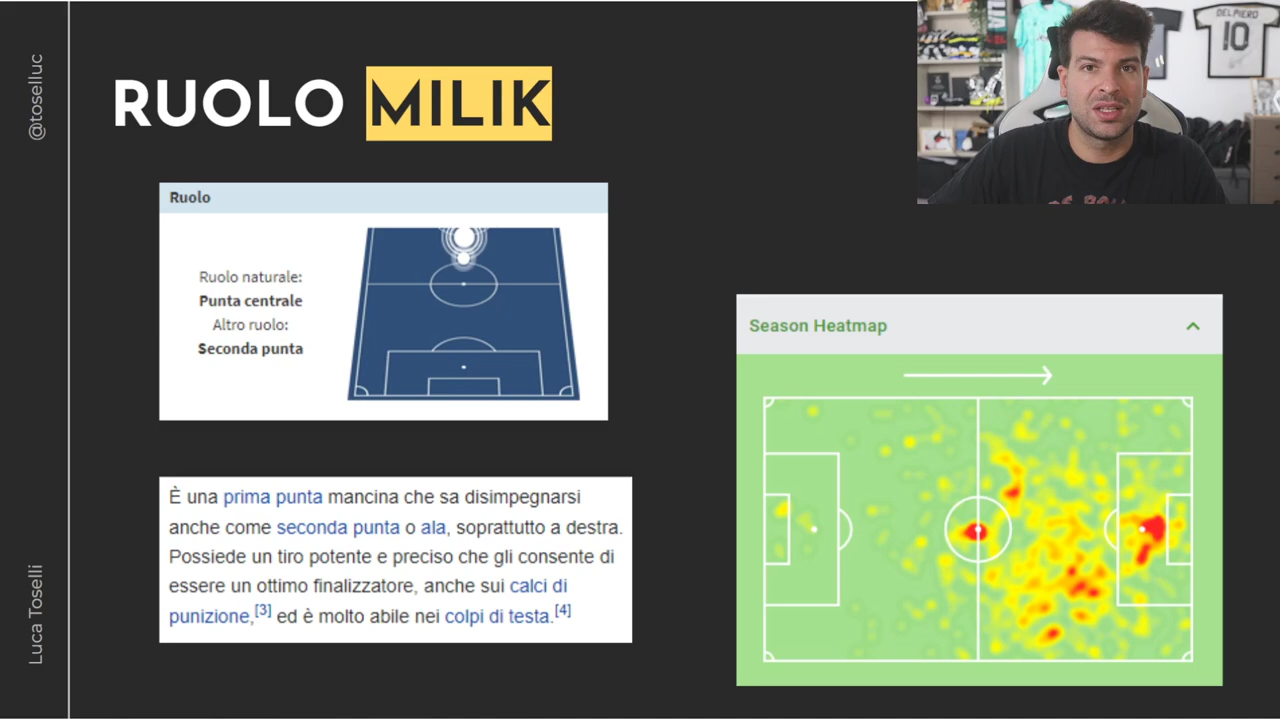 @toselluc
Luca Toselli
RUOLO MILIK
Ruolo
Ruolo naturale:
Punta centrale
Altro ruolo:
Seconda punta
È una prima punta mancina che sa disimpegnarsi
anche come seconda punta o ala, soprattutto a destra.
Possiede un tiro potente e preciso che gli consente di
essere un ottimo finalizzatore, anche sui calci di
punizione,[3] ed è molto abile nei colpi di testa.[4]
Season Heatmap
DEL PIERO
10